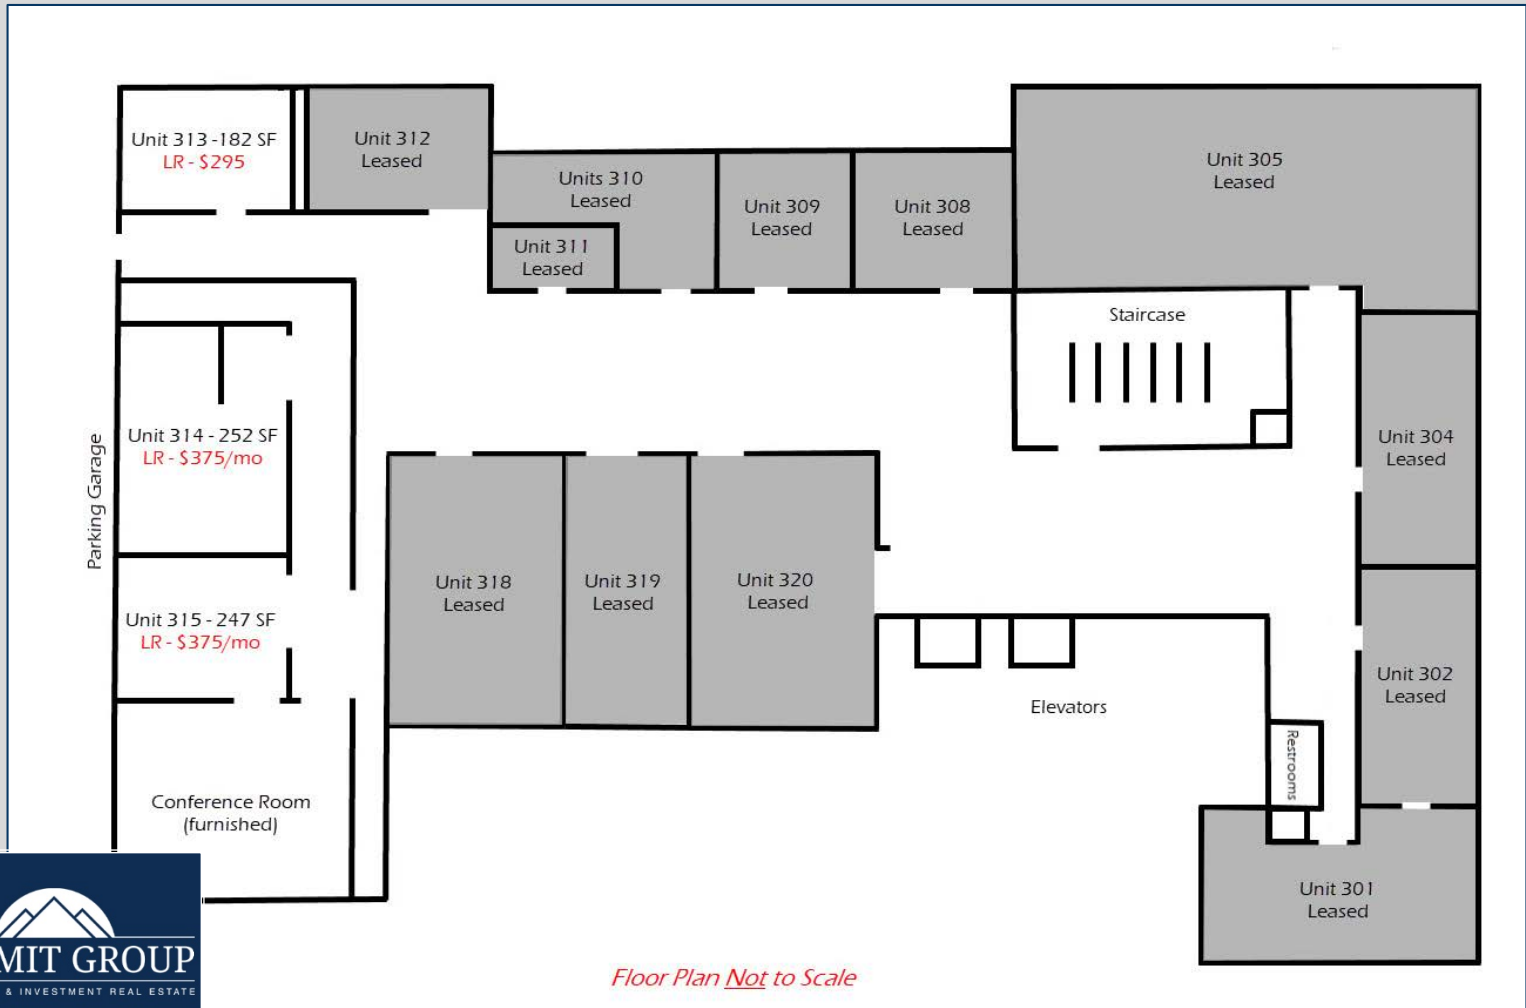 Unit 313 -182 SF
LR - $295
Unit 312
Leased
Units 310
Leased
Unit 311
Leased
Unit 309
Leased
Unit 308
Leased
Unit 305
Leased
Staircase
Unit 304
Leased
Parking Garage
Unit 314 - 252 SF
LR - $375/mo
Unit 315 - 247 SF
LR - $375/mo
Unit 318
Leased
Unit 319
Leased
Unit 320
Leased
Elevators
Unit 302
Leased
Restrooms
Conference Room
(furnished)
Unit 301
Leased
MIT GROUP
& INVESTMENT REAL ESTATE
Floor Plan Not to Scale